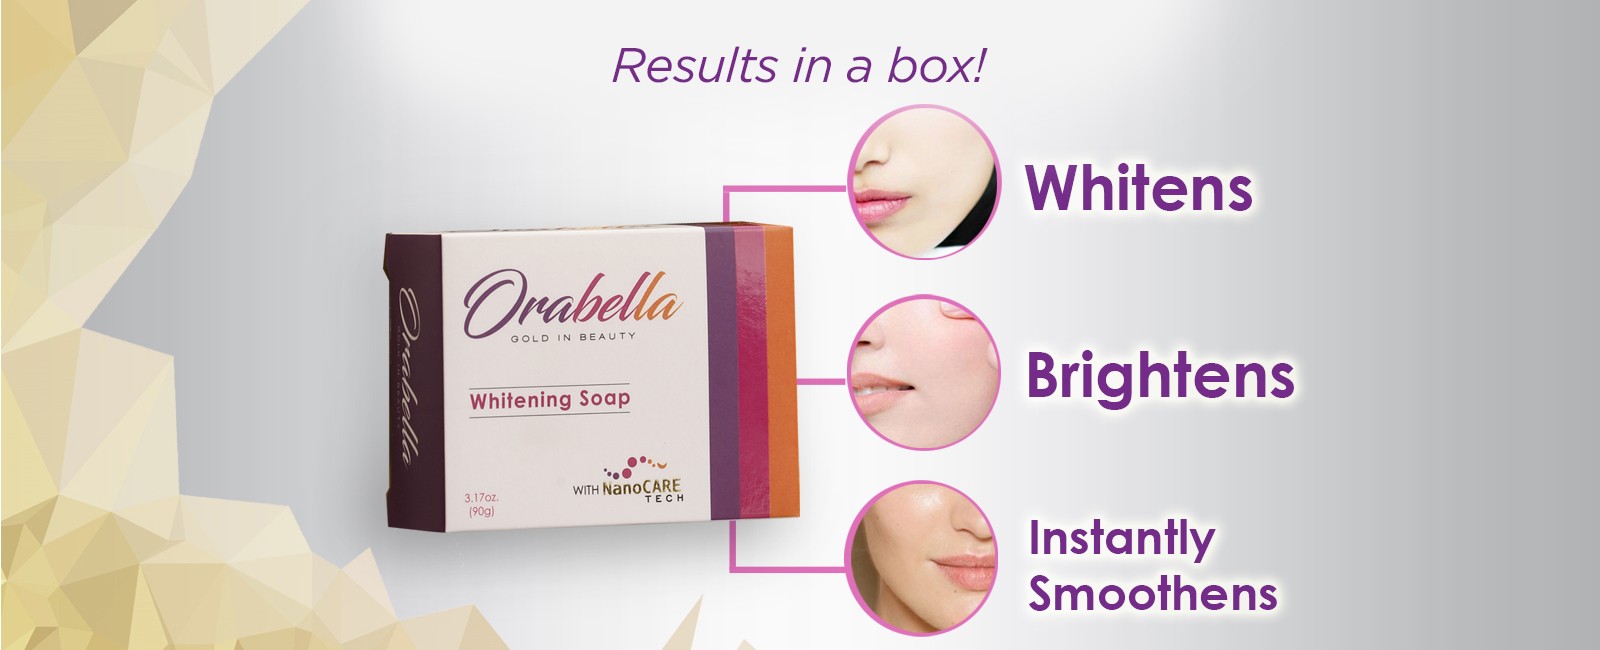 Results in a box!
Whitens
Orabella
GOLD IN BEAUTY
Orabella
Whitening Soap
Brightens
WITH NanoCARE
TECH
3.17oz.
(90g)
Instantly
Smoothens